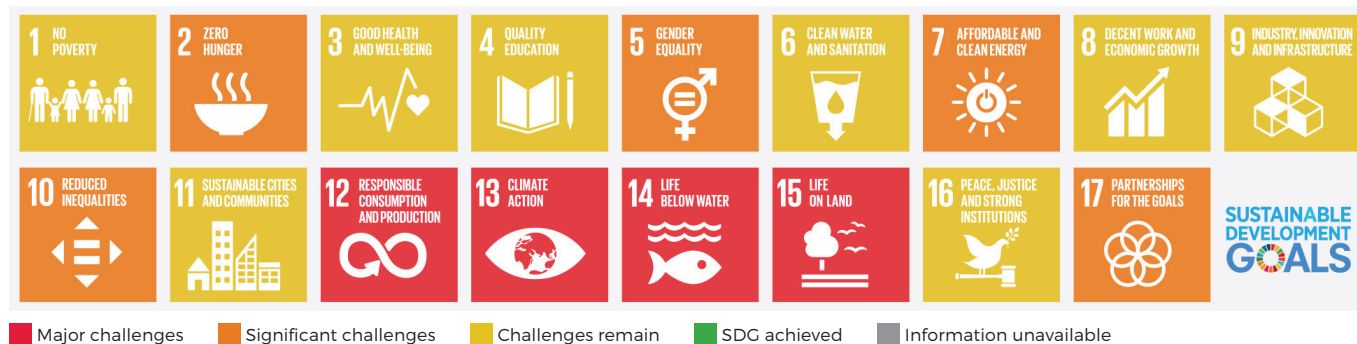 1 NO
POVERTY
2 ZERO
HUNGER
3 GOOD HEALTH
AND WELL-BEING
4 QUALITY
EDUCATION
5 GENDER
EQUALITY
6 CLEAN WATER
AND SANITATION
7 AFFORDABLE AND
CLEAN ENERGY
8 DECENT WORK AND
ECONOMIC GROWTH
9 INDUSTRY, INNOVATION
AND INFRASTRUCTURE
10 REDUCED
INEQUALITIES
11 SUSTAINABLE CITIES
AND COMMUNITIES
12 RESPONSIBLE
CONSUMPTION
AND PRODUCTION
13 CLIMATE
ACTION
14 LIFE
BELOW WATER
15 LIFE
ON LAND
16 PEACE, JUSTICE
AND STRONG
INSTITUTIONS
17 PARTNERSHIPS
FOR THE GOALS
SUSTAINABLE
DEVELOPMENT
GOALS
Major challenges
Significant challenges
Challenges remain
SDG achieved
Information unavailable